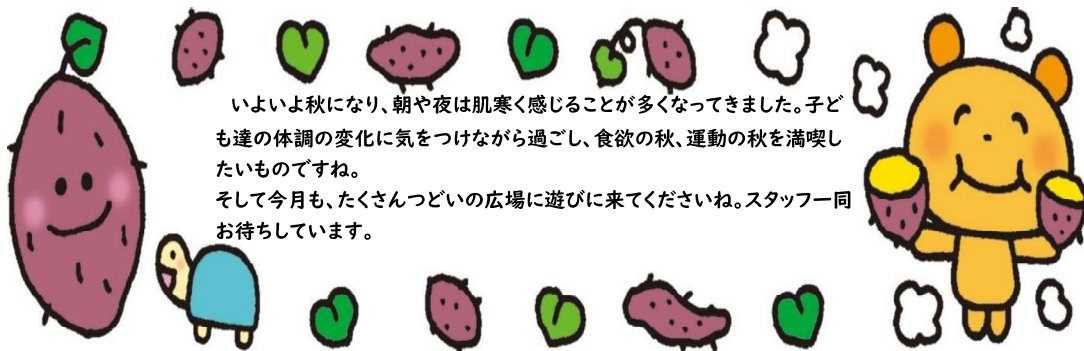 いよいよ秋になり、朝や夜は肌寒く感じることが多くなってきました。子ど
も達の体調の変化に気をつけながら過ごし、食欲の秋、運動の秋を満喫し
たいものですね。
そして今月も、たくさんつどいの広場に遊びに来てくださいね。スタッフ一同
お待ちしています。